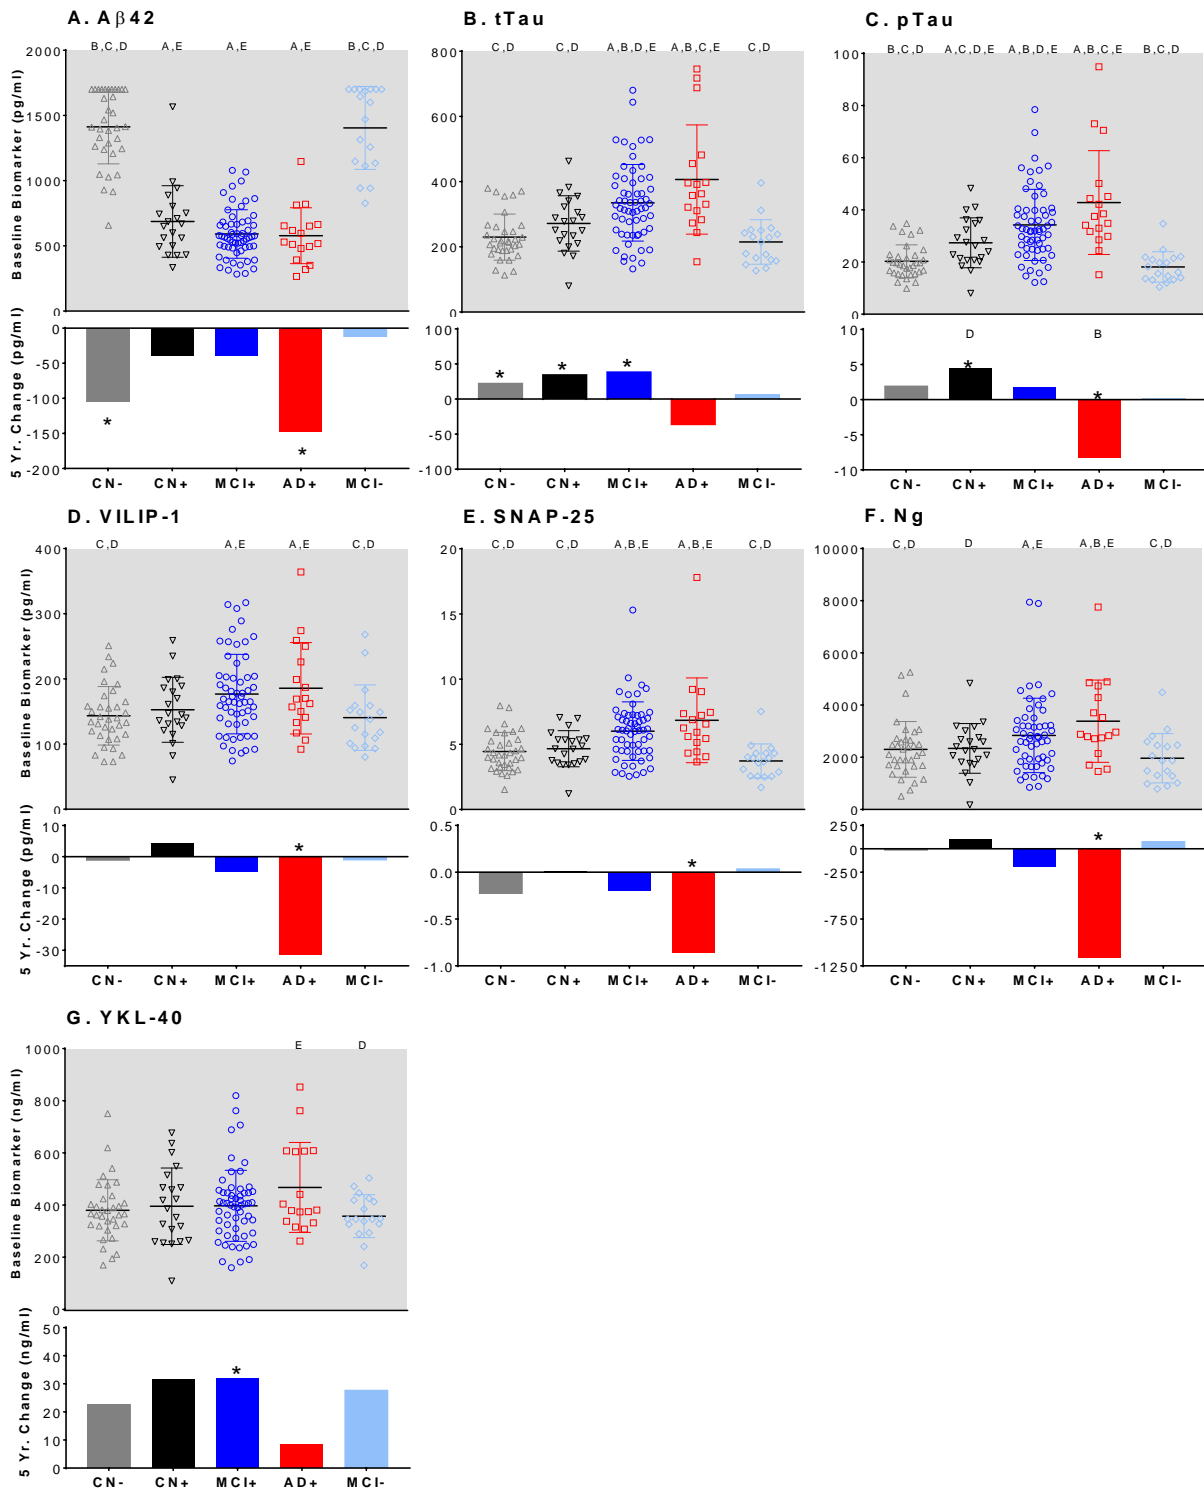 A. Aβ42
B,C,D A,E A,E A,E B,C,D
Baseline Biomarker (pg/ml)
2000
1500
1000
500
0
5 Yr. Change (pg/ml)
0
-50
-100
-150
-200
* *
CN- CN+ MCI+ AD+ MCI-
B. tTau
C,D C,D A,B,D,E A,B,C,E C,D
800
600
400
200
0
100
50
0
-50
-100
* * *
CN- CN+ MCI+ AD+ MCI-
C. pTau
B,C,D A,C,D,E A,B,D,E A,B,C,E B,C,D
100
80
60
40
20
0
10
5
0
-5
-10
D B
* *
CN- CN+ MCI+ AD+ MCI-
D. VILIP-1
C,D A,E A,E C,D
Baseline Biomarker (pg/ml)
400
300
200
100
0
5 Yr. Change (pg/ml)
10
0
-10
-20
-30
*
CN- CN+ MCI+ AD+ MCI-
E. SNAP-25
C,D C,D A,B,E A,B,E C,D
20
15
10
5
0
0.5
0.0
-0.5
-1.0
*
CN- CN+ MCI+ AD+ MCI-
F. Ng
C,D D A,E A,B,E C,D
10000
8000
6000
4000
2000
0
250
0
-250
-750
-1250
*
CN- CN+ MCI+ AD+ MCI-
G. YKL-40
E D
Baseline Biomarker (ng/ml)
1000
800
600
400
200
0
5 Yr. Change (ng/ml)
50
40
30
20
10
0
*
CN- CN+ MCI+ AD+ MCI-